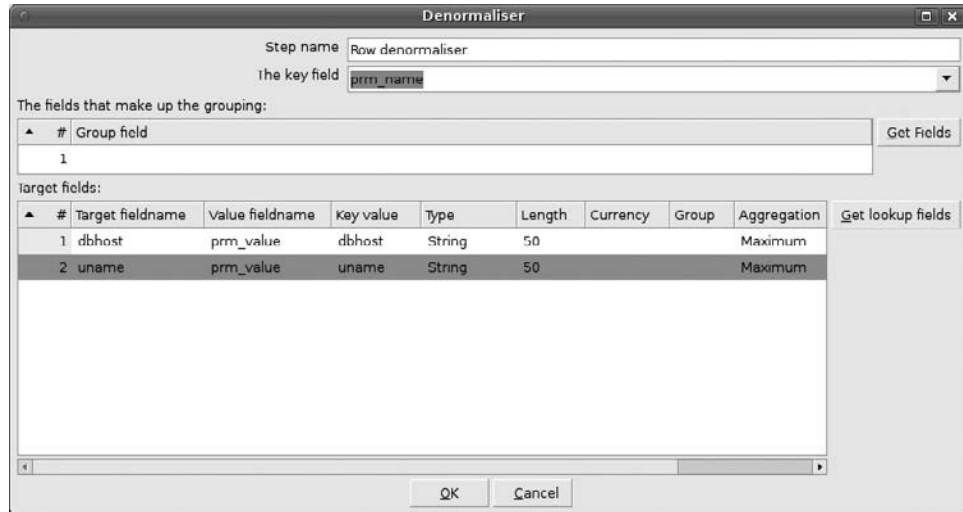 Denormaliser
Step name Row denormaliser
The key field prm_name
The fields that make up the grouping:
# Group field Get Fields
1
Target fields:
# Target fieldname Value fieldname Key value Type Length Currency Group Aggregation Get lookup fields
1 dbhost prm_value dbhost String 50 Maximum
2 uname prm_value uname String 50 Maximum
OK Cancel